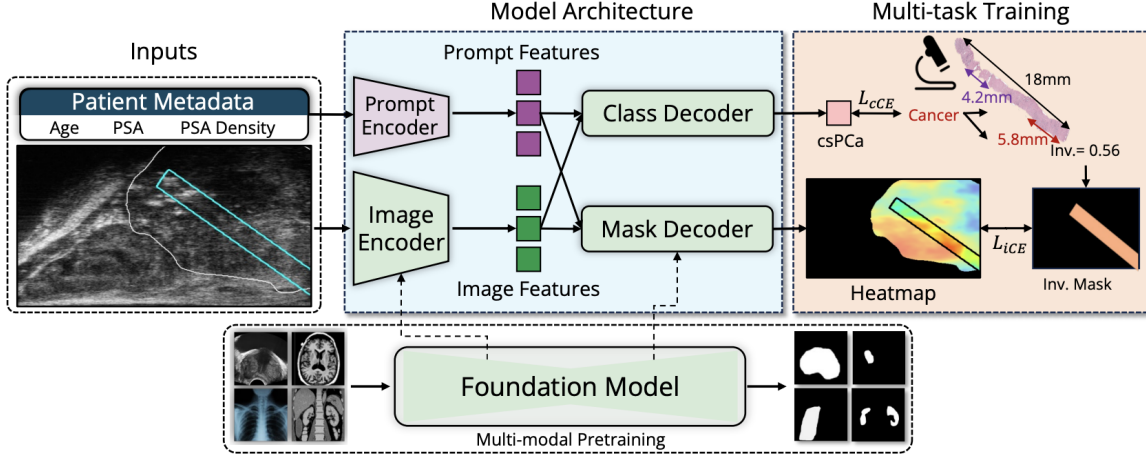 Inputs
Model Architecture
Multi-task Training
Patient Metadata
Age PSA PSA Density
Prompt Features
Prompt
Encoder
Class Decoder
Image
Encoder
Mask Decoder
Image Features
csPCa
L_cCE
Cancer
18mm
4.2mm
5.8mm
Inv.= 0.56
Heatmap
L_iCE
Inv. Mask
Foundation Model
Multi-modal Pretraining